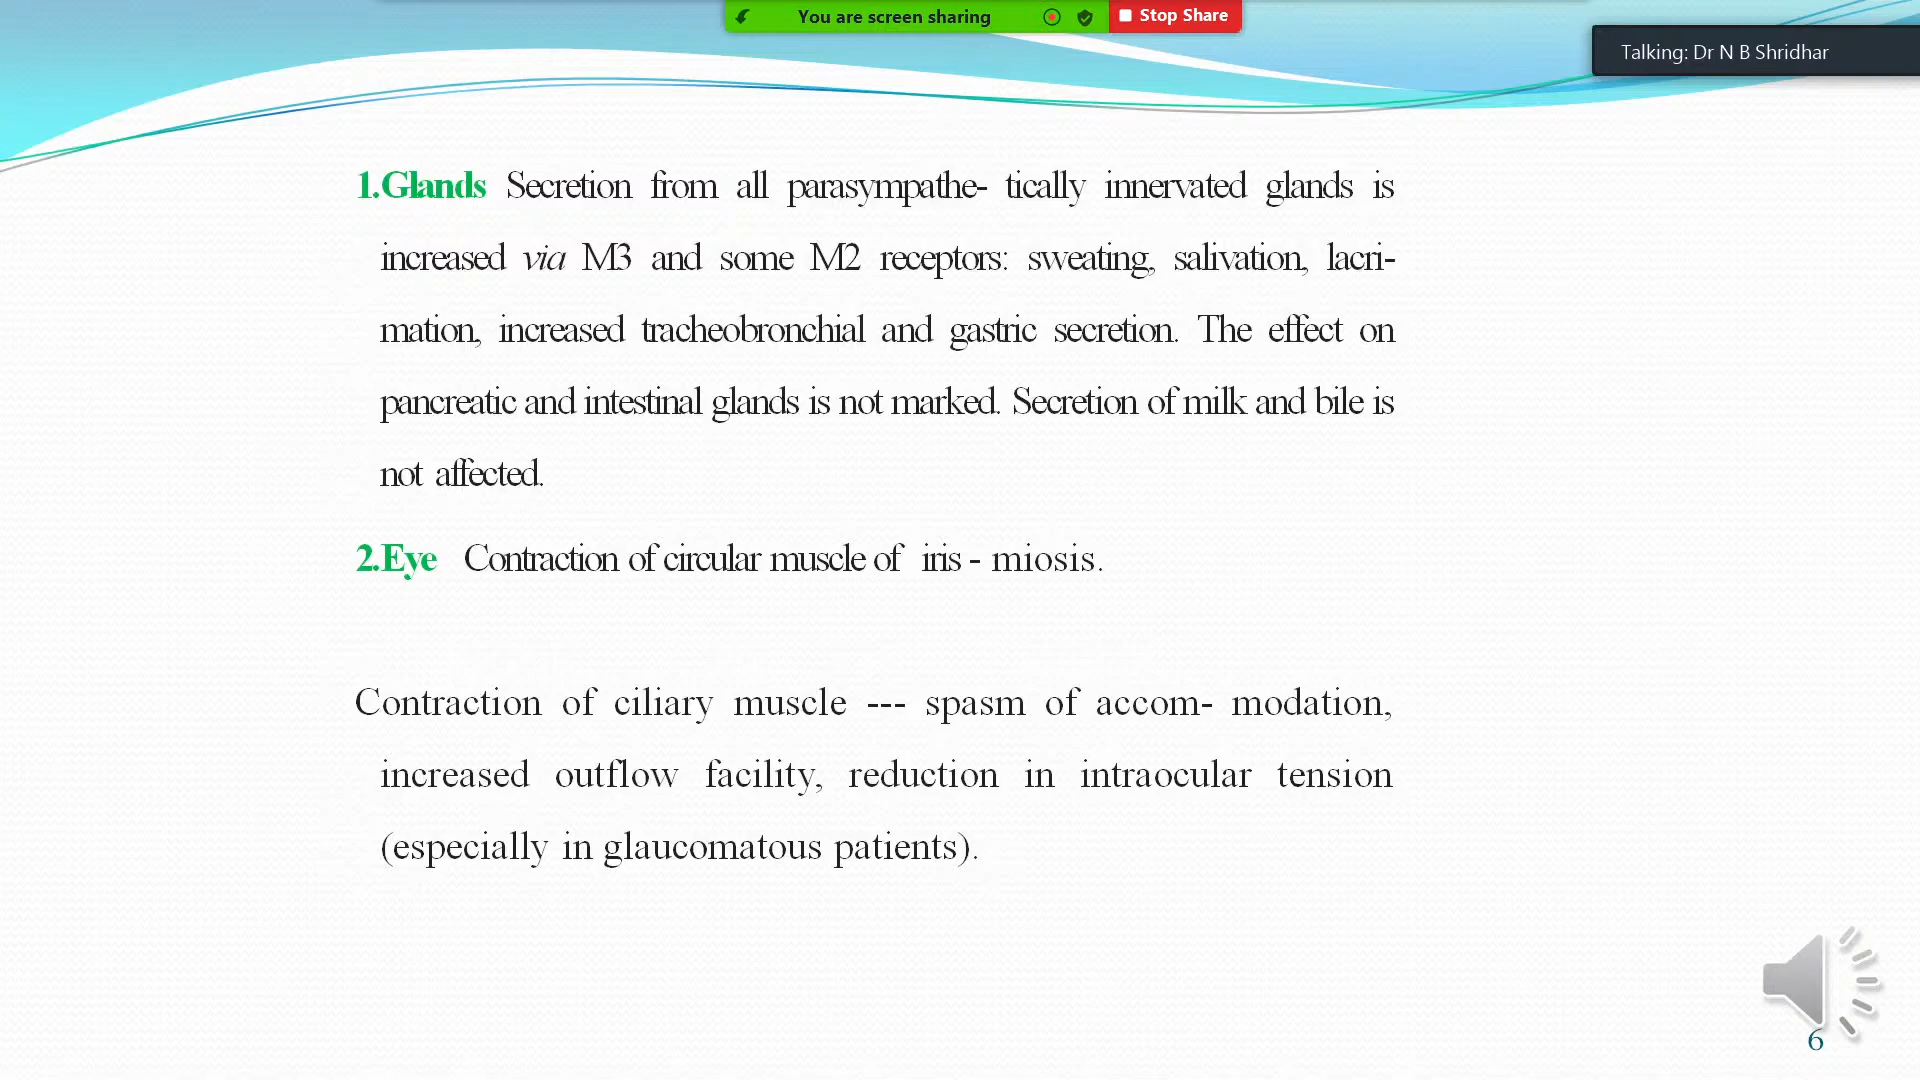 You are screen sharing
Stop Share
Talking: Dr N B Shridhar
1.Glands Secretion from all parasympathe- tically innervated glands is
increased via M3 and some M2 receptors: sweating, salivation, lacri-
mation, increased tracheobronchial and gastric secretion. The effect on
pancreatic and intestinal glands is not marked. Secretion of milk and bile is
not affected.
2.Eye Contraction of circular muscle of iris - miosis.
Contraction of ciliary muscle --- spasm of accom- modation,
increased outflow facility, reduction in intraocular tension
(especially in glaucomatous patients).
6